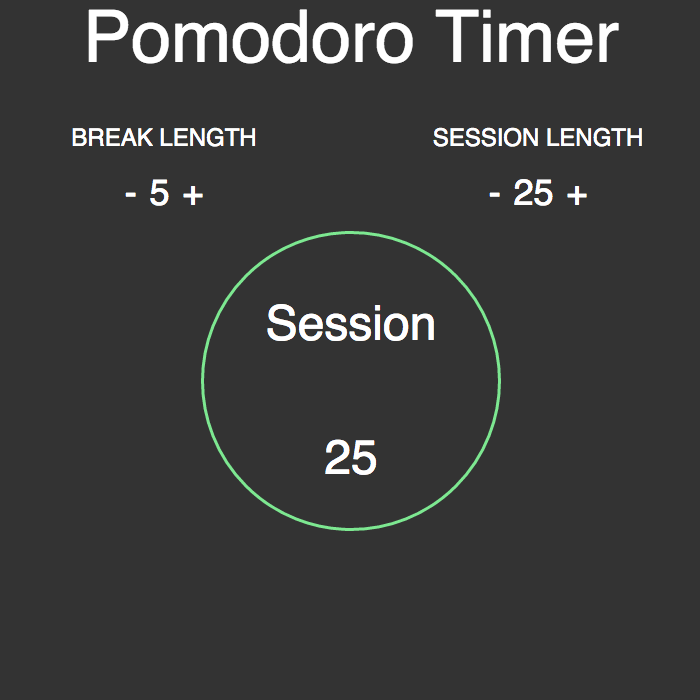 Pomodoro Timer
BREAK LENGTH
- 5 +
SESSION LENGTH
- 25 +
Session
25